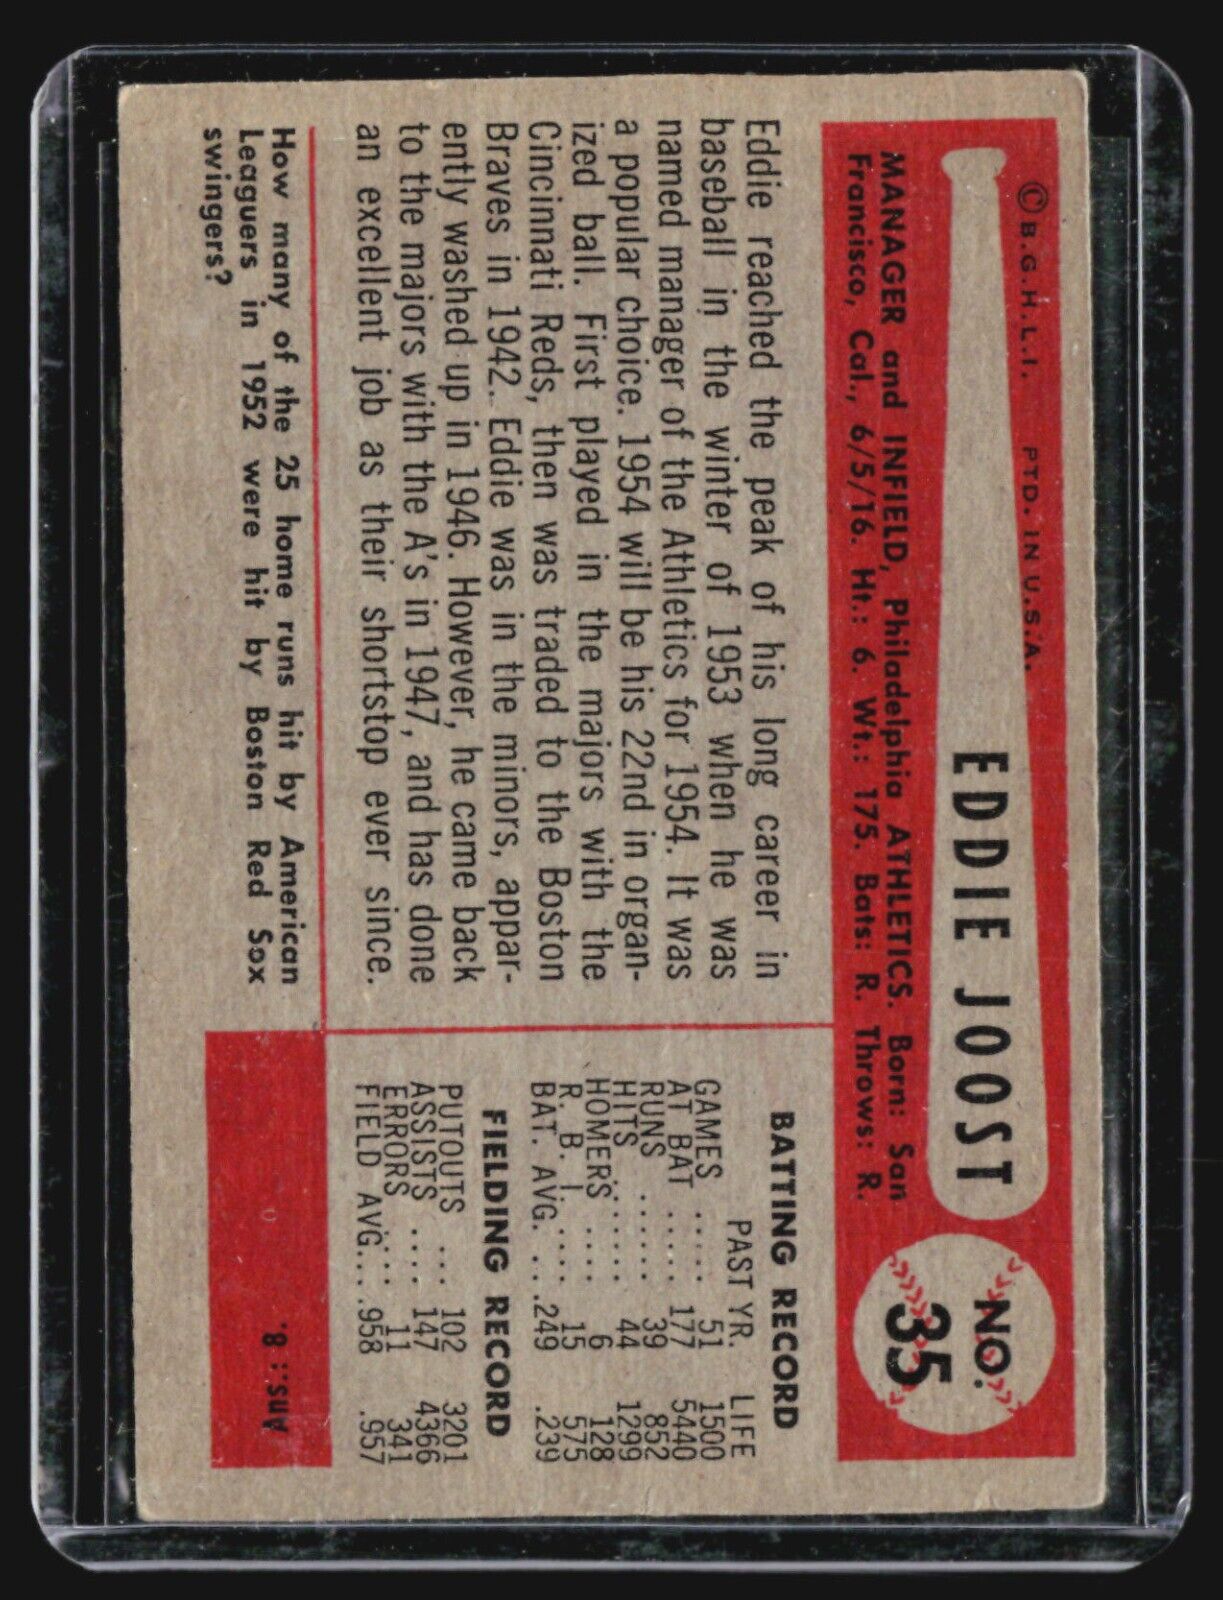 © B.G.H.L.I. PTD. IN U.S.A.
EDDIE JOOST
NO.
35
MANAGER and INFIELD, Philadelphia ATHLETICS. Born: San
Francisco, Cal., 6/5/16. Ht.: 6. Wt.: 175. Bats: R. Throws: R.
Eddie reached the peak of his long career in
baseball in the winter of 1953 when he was
named manager of the Athletics for 1954. It was
a popular choice. 1954 will be his 22nd in organ-
ized ball. First played in the majors with the
Cincinnati Reds, then was traded to the Boston
Braves in 1942. Eddie was in the minors, appar-
ently washed up in 1946. However, he came back
to the majors with the A's in 1947, and has done
an excellent job as their shortstop ever since.
BATTING RECORD
PAST YR. LIFE
GAMES ..... 51 1500
AT BAT ..... 177 5440
RUNS ...... 39 852
HITS ...... 44 1299
HOMERS .... 6 128
R. B. I. .... 15 575
BAT. AVG. .. .249 .239
FIELDING RECORD
PUTOUTS ... 102 3201
ASSISTS .... 147 4366
ERRORS ... 11 341
FIELD AVG... .958 .957
How many of the 25 home runs hit by American
Leaguers in 1952 were hit by Boston Red Sox
swingers?
Ans.: 8.